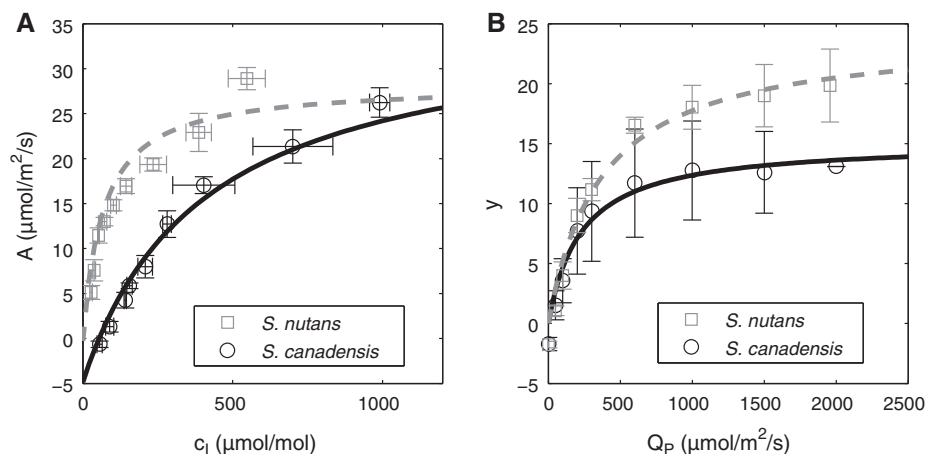 A
B
35
30
25
20
15
10
5
0
−5
A (μmol/m²/s)
0
500
1000
c_I (μmol/mol)
S. nutans
S. canadensis
25
20
15
10
5
0
−5
y
0
500
1000
1500
2000
2500
Q_P (μmol/m²/s)
S. nutans
S. canadensis